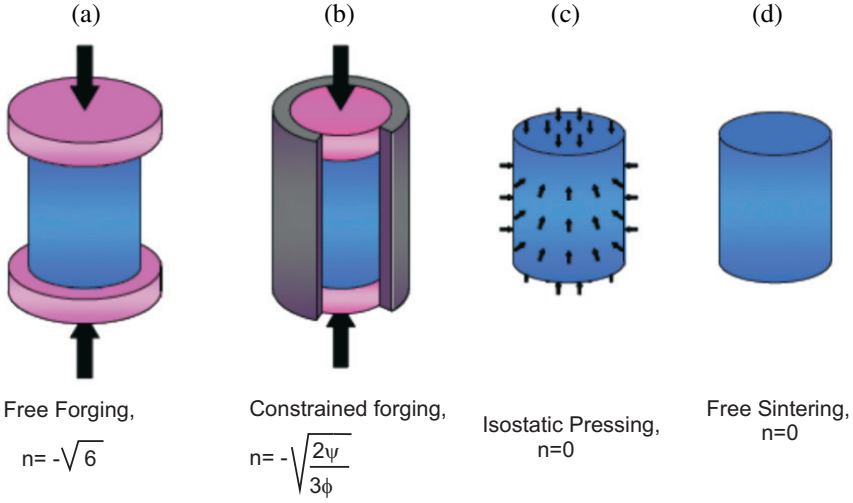 (a)
(b)
(c)
(d)
Free Forging,
n= -√6
Constrained forging,
n= -√(2ψ/3ϕ)
Isostatic Pressing,
n=0
Free Sintering,
n=0